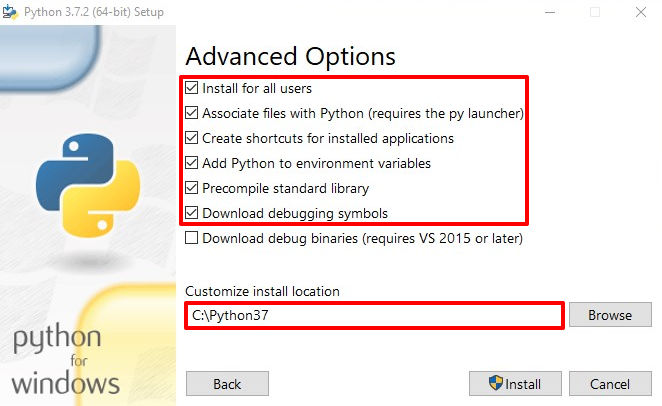 Python 3.7.2 (64-bit) Setup
Advanced Options
Install for all users
Associate files with Python (requires the py launcher)
Create shortcuts for installed applications
Add Python to environment variables
Precompile standard library
Download debugging symbols
Download debug binaries (requires VS 2015 or later)
Customize install location
C:\Python37
Browse
python
for
windows
Back
Install
Cancel